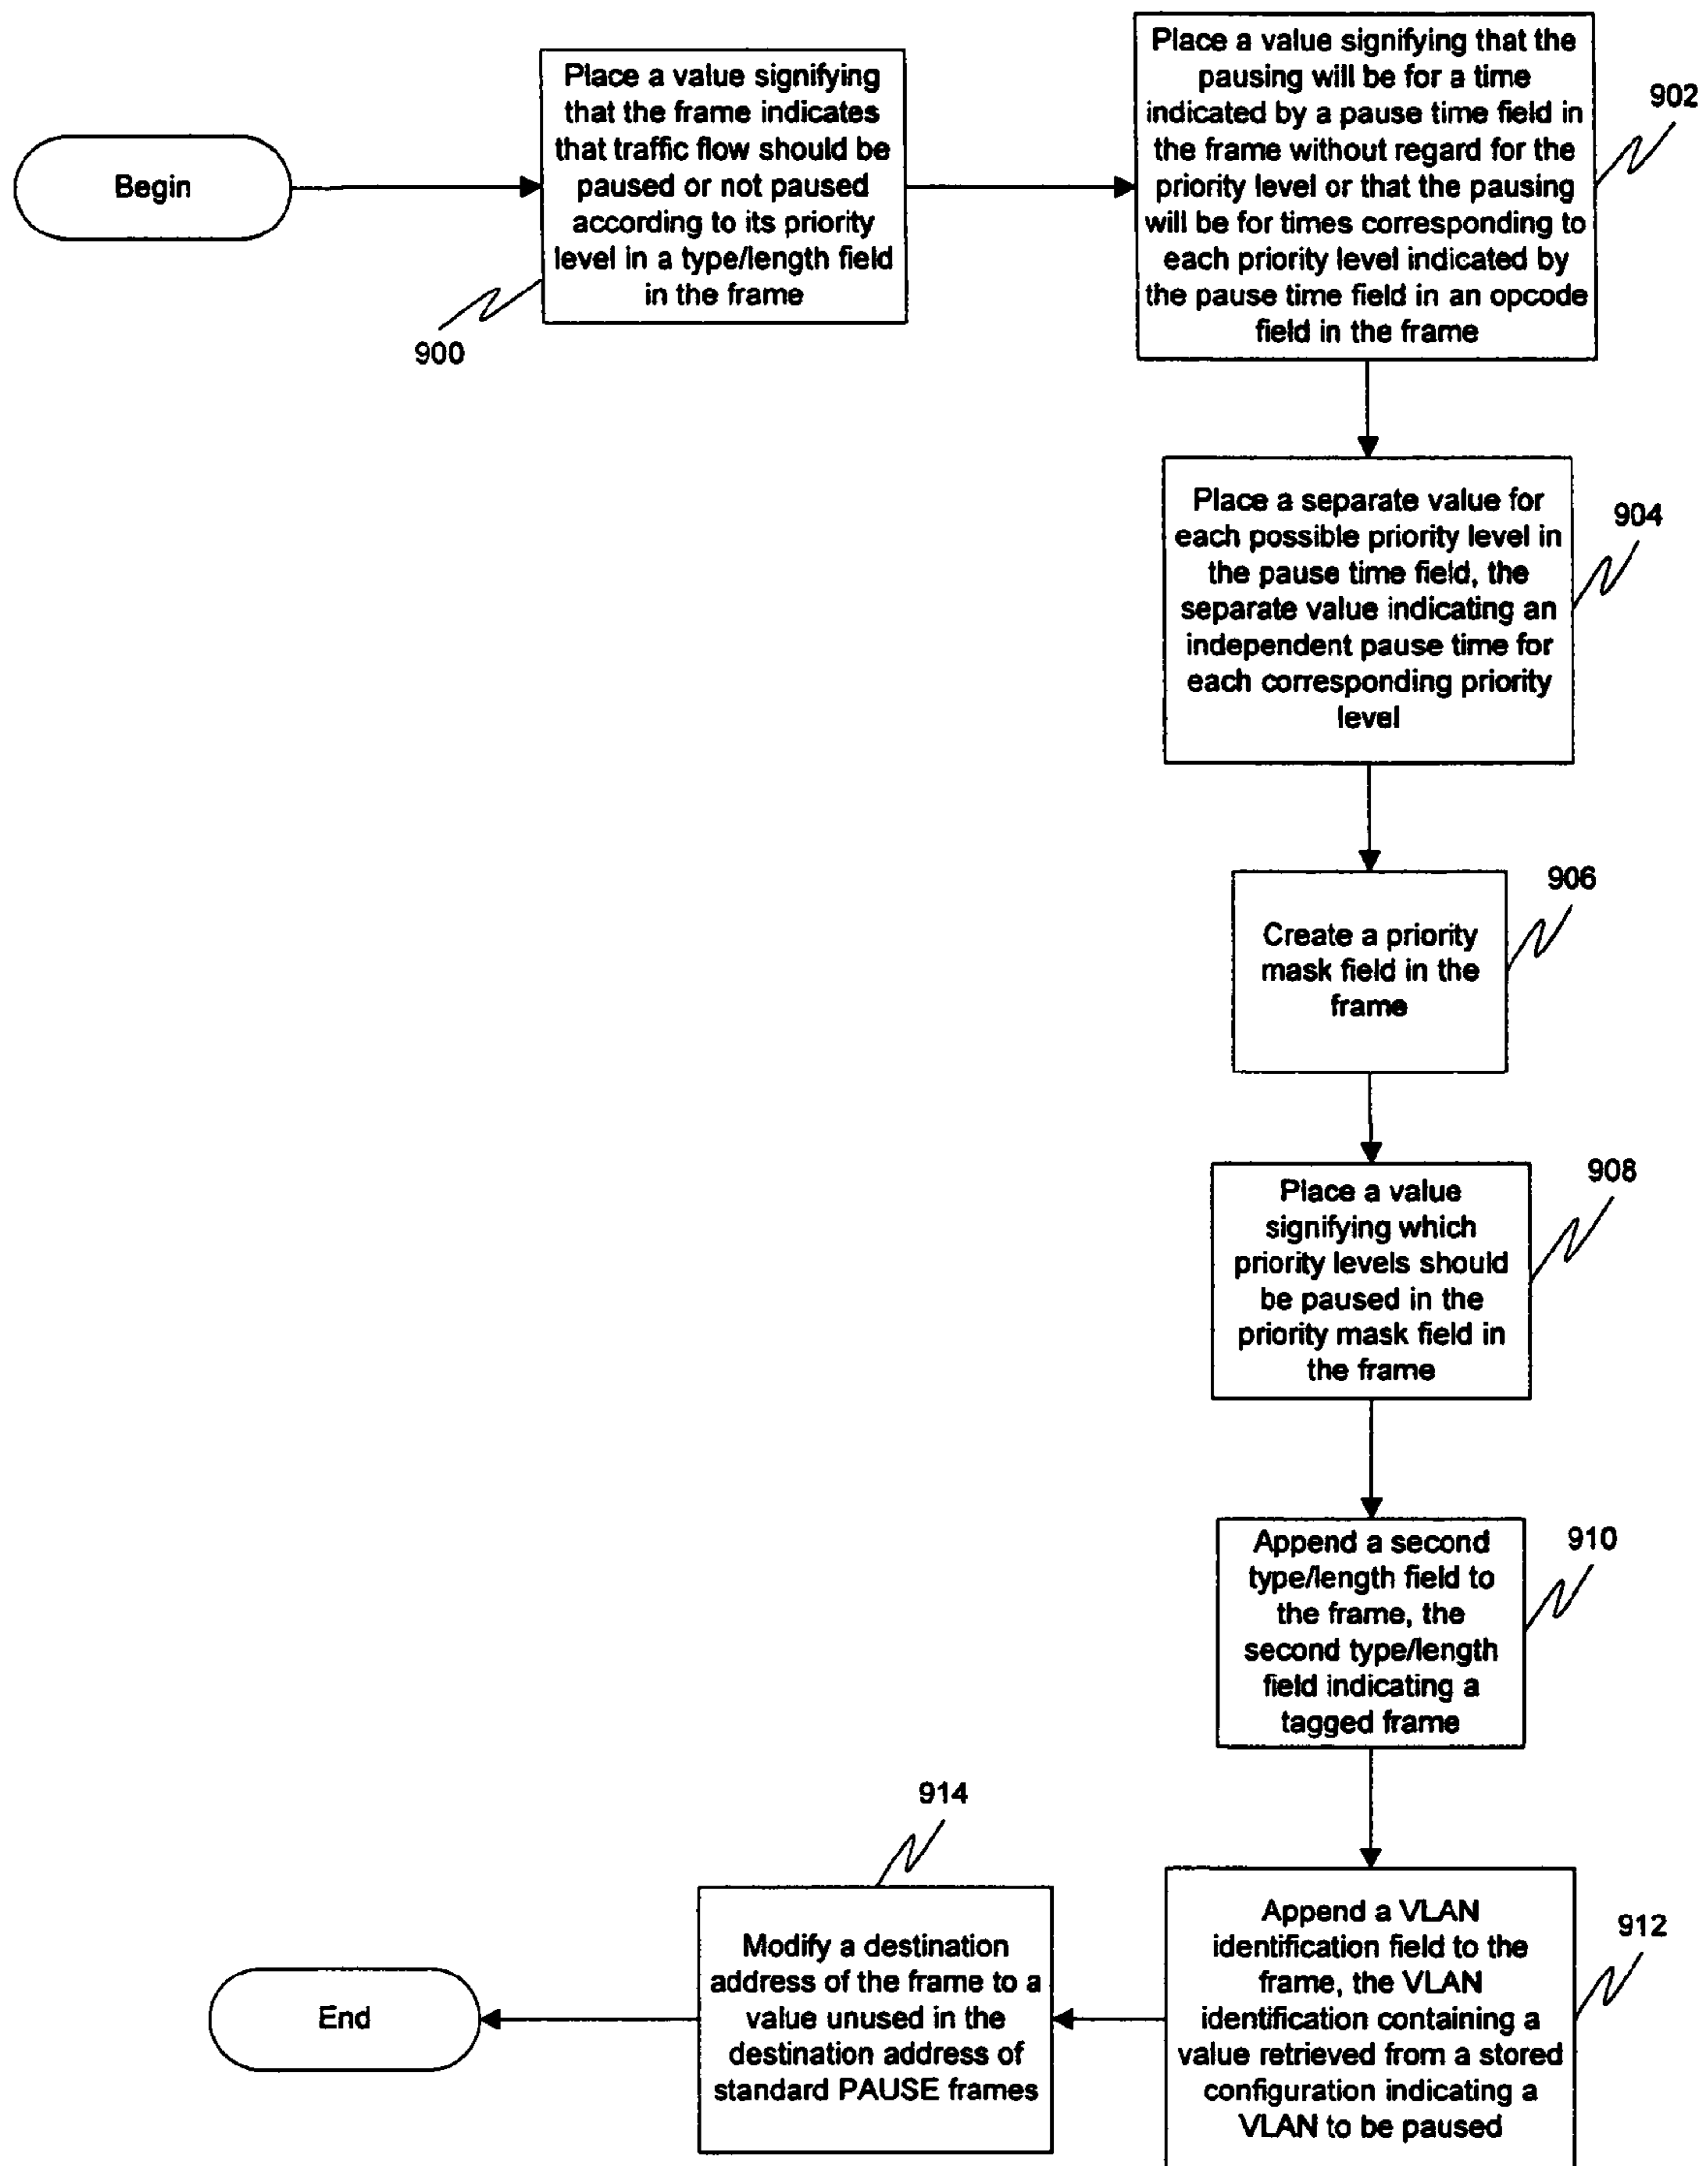 Begin
Place a value signifying
that the frame indicates
that traffic flow should be
paused or not paused
according to its priority
level in a type/length field
in the frame
900
Place a value signifying that the
pausing will be for a time
indicated by a pause time field in
the frame without regard for the
priority level or that the pausing
will be for times corresponding to
each priority level indicated by
the pause time field in an opcode
field in the frame
902
Place a separate value for
each possible priority level in
the pause time field, the
separate value indicating an
independent pause time for
each corresponding priority
level
904
Create a priority
mask field in the
frame
906
Place a value
signifying which
priority levels should
be paused in the
priority mask field in
the frame
908
Append a second
type/length field to
the frame, the
second type/length
field indicating a
tagged frame
910
Append a VLAN
identification field to the
frame, the VLAN
identification containing a
value retrieved from a stored
configuration indicating a
VLAN to be paused
912
Modify a destination
address of the frame to a
value unused in the
destination address of
standard PAUSE frames
914
End